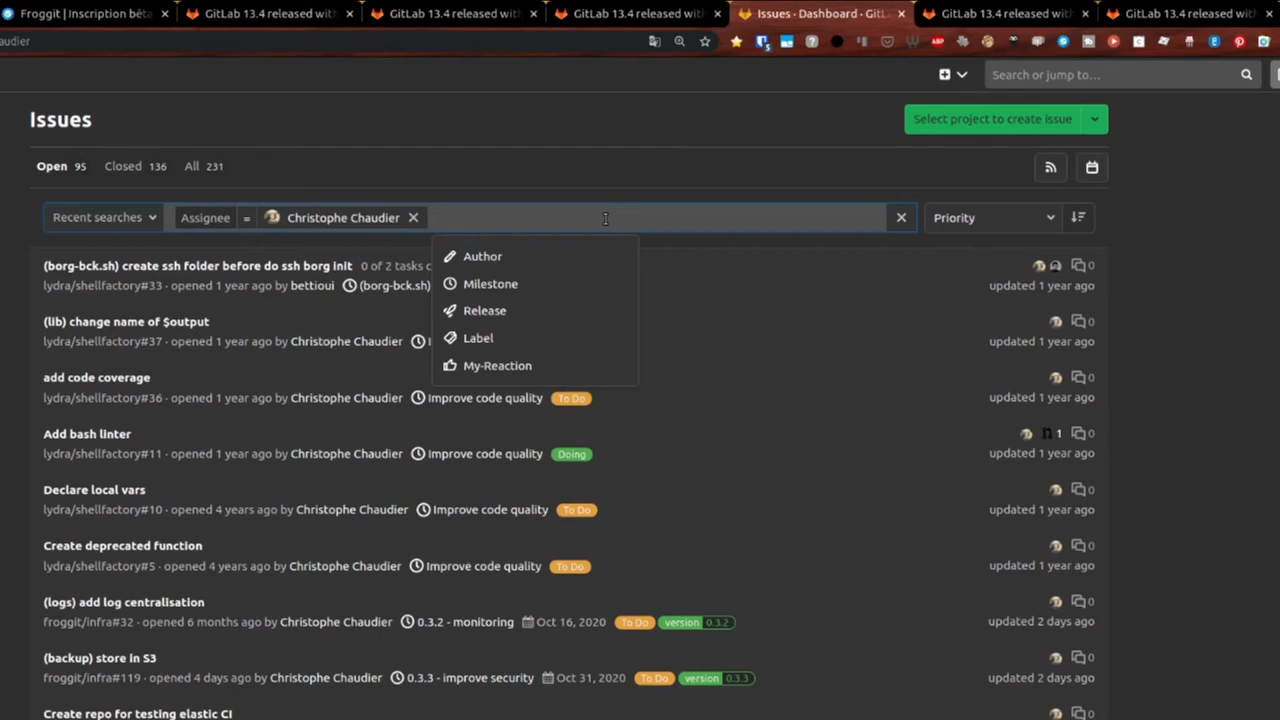 Froggit | Inscription béta
GitLab 13.4 released with
GitLab 13.4 released with
GitLab 13.4 released with
Issues · Dashboard · GitL
GitLab 13.4 released with
GitLab 13.4 released with
audier
Search or jump to…
Issues
Select project to create issue
Open 95 Closed 136 All 231
Recent searches Assignee = Christophe Chaudier Priority
Author
Milestone
Release
Label
My-Reaction
(borg-bck.sh) create ssh folder before do ssh borg init 0 of 2 tasks c 0
lydra/shellfactory#33 · opened 1 year ago by bettioui (borg-bck.sh) updated 1 year ago
(lib) change name of $output 0
lydra/shellfactory#37 · opened 1 year ago by Christophe Chaudier updated 1 year ago
add code coverage 0
lydra/shellfactory#36 · opened 1 year ago by Christophe Chaudier Improve code quality To Do updated 1 year ago
Add bash linter 1 0
lydra/shellfactory#11 · opened 1 year ago by Christophe Chaudier Improve code quality Doing updated 1 year ago
Declare local vars 0
lydra/shellfactory#10 · opened 4 years ago by Christophe Chaudier Improve code quality To Do updated 1 year ago
Create deprecated function 0
lydra/shellfactory#5 · opened 4 years ago by Christophe Chaudier Improve code quality To Do updated 1 year ago
(logs) add log centralisation 0
froggit/infra#32 · opened 6 months ago by Christophe Chaudier 0.3.2 - monitoring Oct 16, 2020 To Do version 0.3.2 updated 2 days ago
(backup) store in S3 0
froggit/infra#119 · opened 4 days ago by Christophe Chaudier 0.3.3 - improve security Oct 31, 2020 To Do version 0.3.3 updated 2 days ago
Create repo for testing elastic CI 0